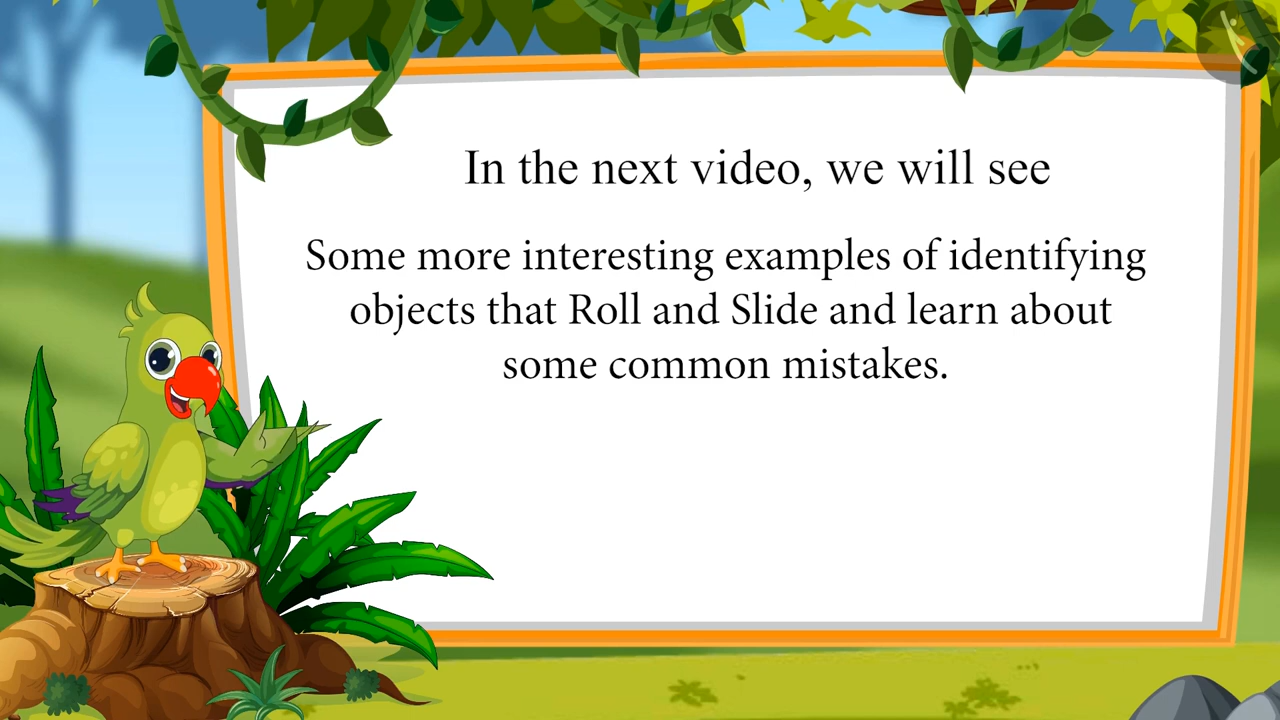 In the next video, we will see
Some more interesting examples of identifying
objects that Roll and Slide and learn about
some common mistakes.